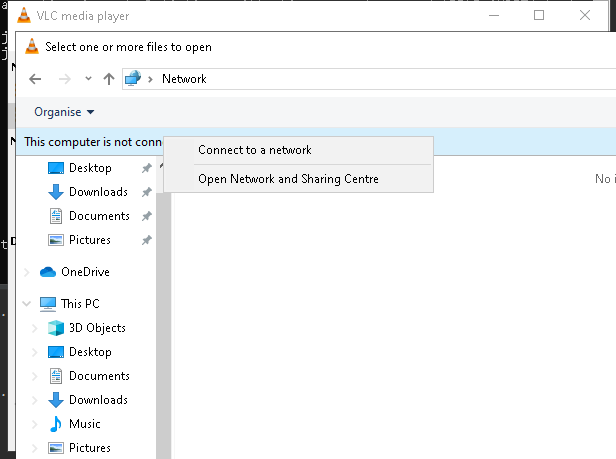 VLC media player
Select one or more files to open
Network
Organise
This computer is not conn
Connect to a network
Open Network and Sharing Centre
No i
Desktop
Downloads
Documents
Pictures
OneDrive
This PC
3D Objects
Desktop
Documents
Downloads
Music
Pictures